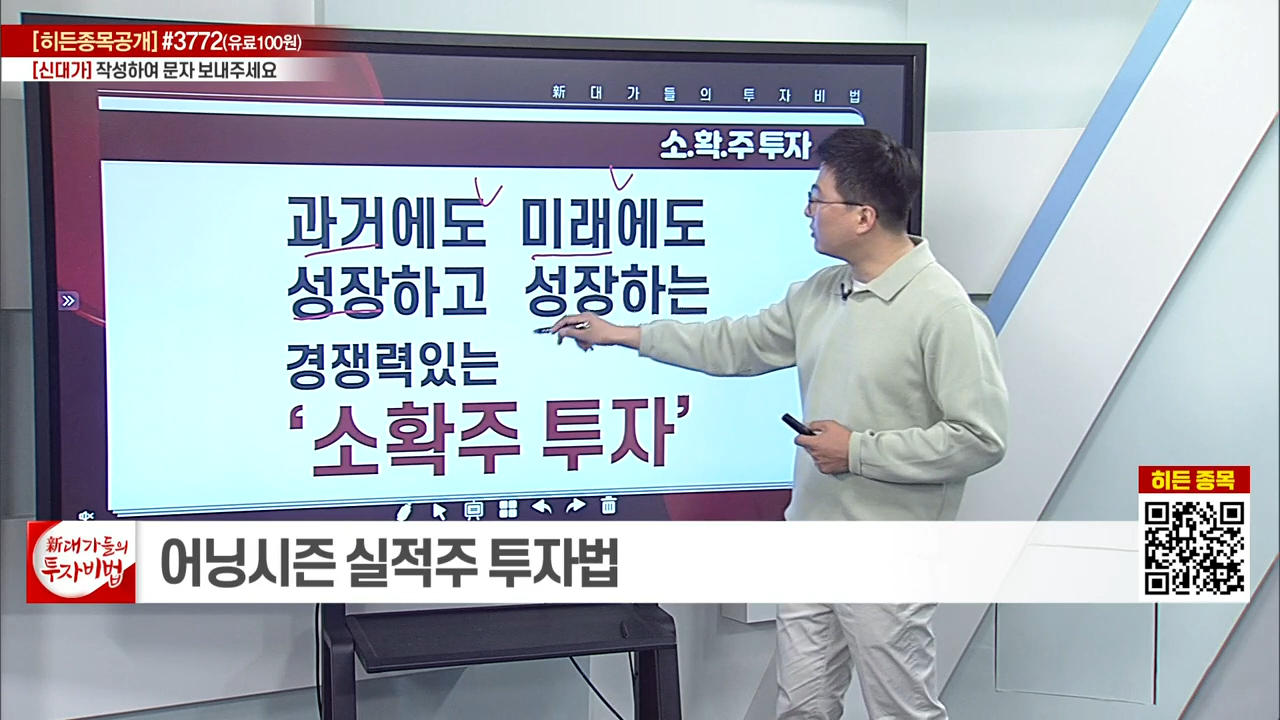 [히든종목공개] #3772(유료100원)
[신대가] 작성하여 문자 보내주세요
新 대 가 들 의 투 자 비 법
소.확.주 투자
과거에도 미래에도
성장하고 성장하는
경쟁력있는
‘소확주 투자’
히든 종목
新대가들의
투자비법
어닝시즌 실적주 투자법